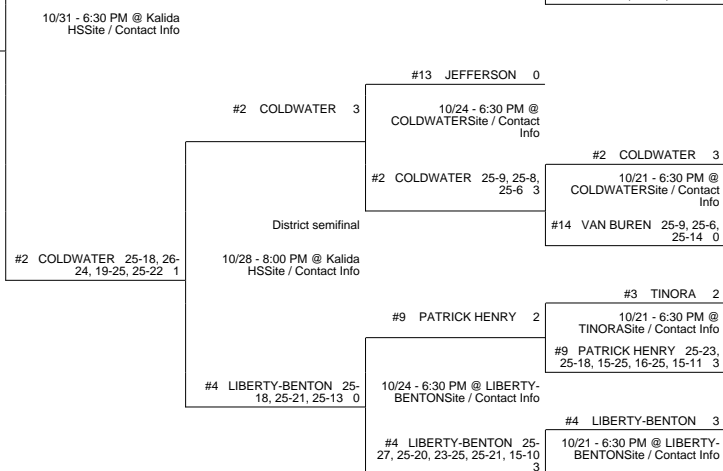 10/31 - 6:30 PM @ Kalida
HSSite / Contact Info
#13 JEFFERSON 0
#2 COLDWATER 3
10/24 - 6:30 PM @
COLDWATERSite / Contact
Info
#2 COLDWATER 3
#2 COLDWATER 25-9, 25-8,
25-6 3
10/21 - 6:30 PM @
COLDWATERSite / Contact
Info
District semifinal
#14 VAN BUREN 25-9, 25-6,
25-14 0
#2 COLDWATER 25-18, 26-
24, 19-25, 25-22 1
10/28 - 8:00 PM @ Kalida
HSSite / Contact Info
#3 TINORA 2
#9 PATRICK HENRY 2
10/21 - 6:30 PM @
TINORASite / Contact Info
#9 PATRICK HENRY 25-23,
25-18, 15-25, 16-25, 15-11 3
#4 LIBERTY-BENTON 25-
18, 25-21, 25-13 0
10/24 - 6:30 PM @ LIBERTY-
BENTONSite / Contact Info
#4 LIBERTY-BENTON 3
#4 LIBERTY-BENTON 25-
27, 25-20, 23-25, 25-21, 15-10
3
10/21 - 6:30 PM @ LIBERTY-
BENTONSite / Contact Info